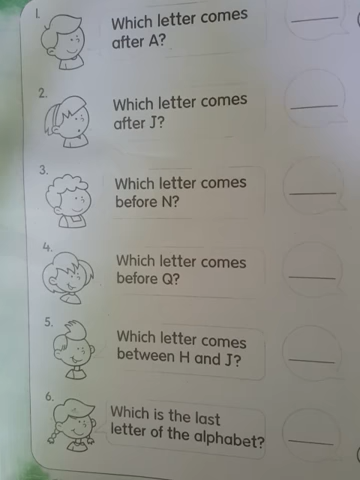 1.
Which letter comes
after A?
2.
Which letter comes
after J?
3.
Which letter comes
before N?
4.
Which letter comes
before Q?
5.
Which letter comes
between H and J?
6.
Which is the last
letter of the alphabet?